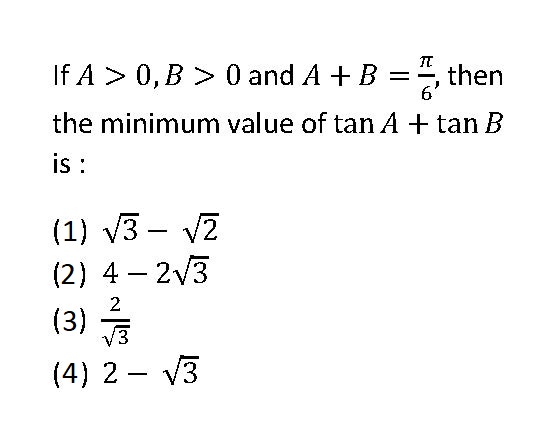 If A > 0, B > 0 and A + B = π/6, then
the minimum value of tan A + tan B
is :
(1) √3 − √2
(2) 4 − 2√3
(3) 2/√3
(4) 2 − √3